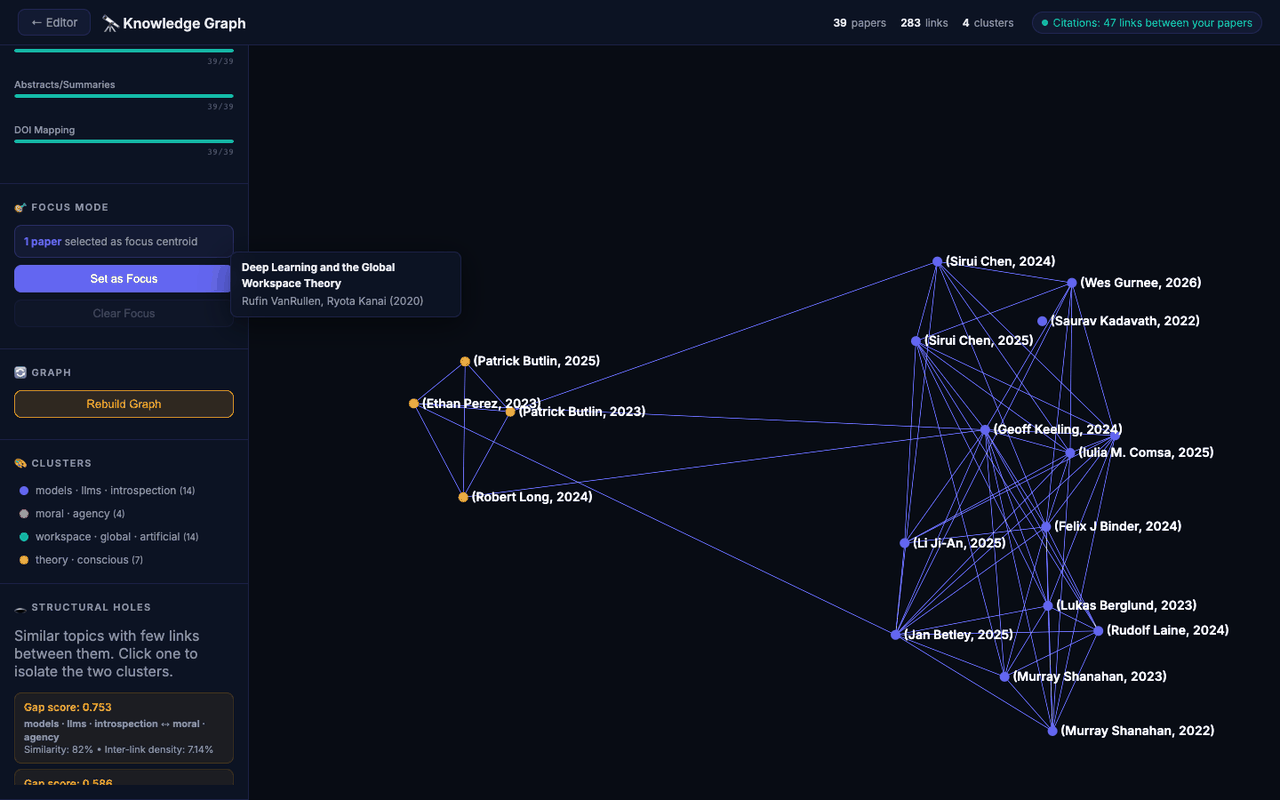 ← Editor
Knowledge Graph
39 papers 283 links 4 clusters
Citations: 47 links between your papers
39/39
Abstracts/Summaries
39/39
DOI Mapping
39/39
FOCUS MODE
1 paper selected as focus centroid
Set as Focus
Clear Focus
Deep Learning and the Global
Workspace Theory
Rufin VanRullen, Ryota Kanai (2020)
GRAPH
Rebuild Graph
CLUSTERS
models · llms · introspection (14)
moral · agency (4)
workspace · global · artificial (14)
theory · conscious (7)
STRUCTURAL HOLES
Similar topics with few links
between them. Click one to
isolate the two clusters.
Gap score: 0.753
models · llms · introspection ↔ moral ·
agency
Similarity: 82% • Inter-link density: 7.14%
Gap score: 0.586
(Sirui Chen, 2024)
(Wes Gurnee, 2026)
(Saurav Kadavath, 2022)
(Sirui Chen, 2025)
(Patrick Butlin, 2025)
(Ethan Perez, 2023)
(Patrick Butlin, 2023)
(Geoff Keeling, 2024)
(Iulia M. Comsa, 2025)
(Robert Long, 2024)
(Felix J Binder, 2024)
(Li Ji-An, 2025)
(Lukas Berglund, 2023)
(Rudolf Laine, 2024)
(Jan Betley, 2025)
(Murray Shanahan, 2023)
(Murray Shanahan, 2022)